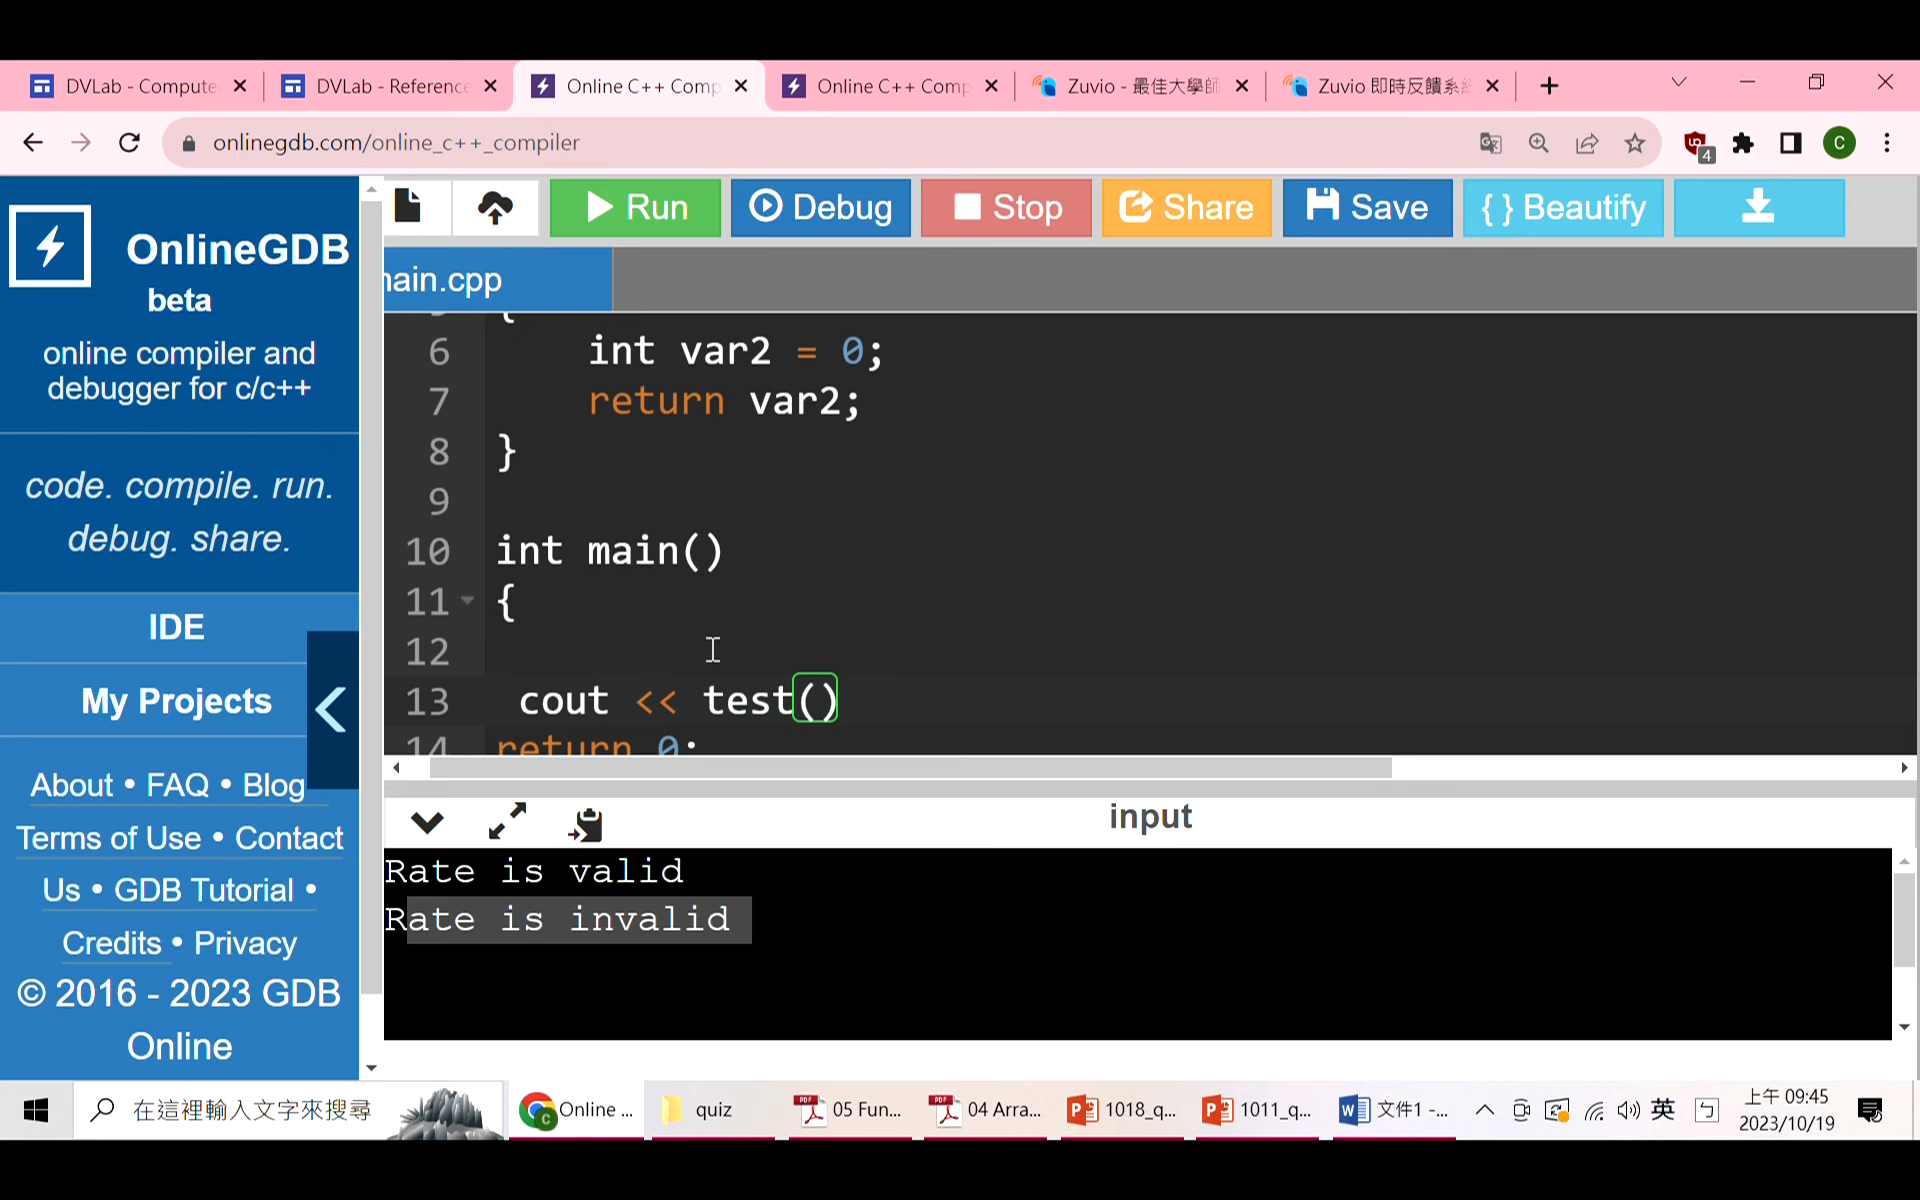 DVLab - Compute
DVLab - Reference
Online C++ Comp
Online C++ Comp
Zuvio - 最佳大學師
Zuvio 即時反饋系統
onlinegdb.com/online_c++_compiler
4
C
OnlineGDB
beta
online compiler and
debugger for c/c++
code. compile. run.
debug. share.
IDE
My Projects
About • FAQ • Blog
Terms of Use • Contact
Us • GDB Tutorial •
Credits • Privacy
© 2016 - 2023 GDB
Online
Run
Debug
Stop
Share
Save
{ } Beautify
main.cpp
5 {
6 int var2 = 0;
7 return var2;
8 }
9
10 int main()
11 {
12
13 cout << test()
14 return 0;
input
Rate is valid
Rate is invalid
在這裡輸入文字來搜尋
Online ...
quiz
05 Fun...
04 Arra...
1018_q...
1011_q...
文件1 -...
英
上午 09:45
2023/10/19